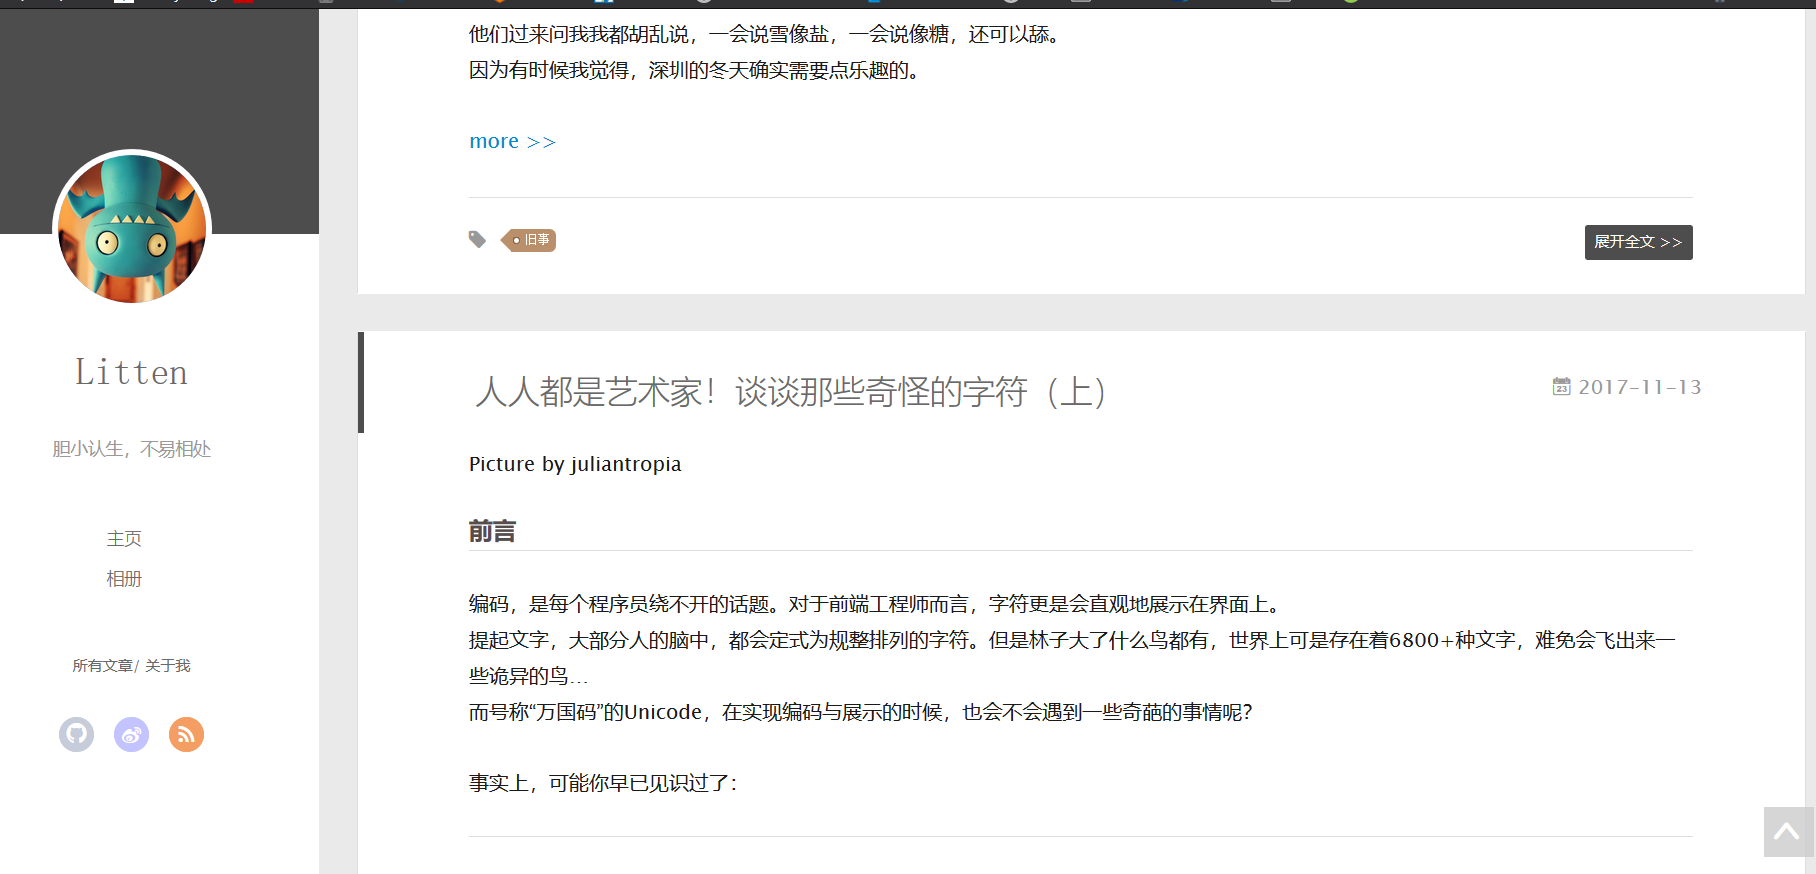 他们过来问我我都胡乱说，一会说雪像盐，一会说像糖，还可以舔。
因为有时候我觉得，深圳的冬天确实需要点乐趣的。
more >>
旧事
展开全文 >>
Litten
胆小认生，不易相处
主页
相册
所有文章/ 关于我
人人都是艺术家！谈谈那些奇怪的字符（上）
23 2017-11-13
Picture by juliantropia
前言
编码，是每个程序员绕不开的话题。对于前端工程师而言，字符更是会直观地展示在界面上。
提起文字，大部分人的脑中，都会定式为规整排列的字符。但是林子大了什么鸟都有，世界上可是存在着6800+种文字，难免会飞出来一
些诡异的鸟…
而号称“万国码”的Unicode，在实现编码与展示的时候，也会不会遇到一些奇葩的事情呢？
事实上，可能你早已见识过了：